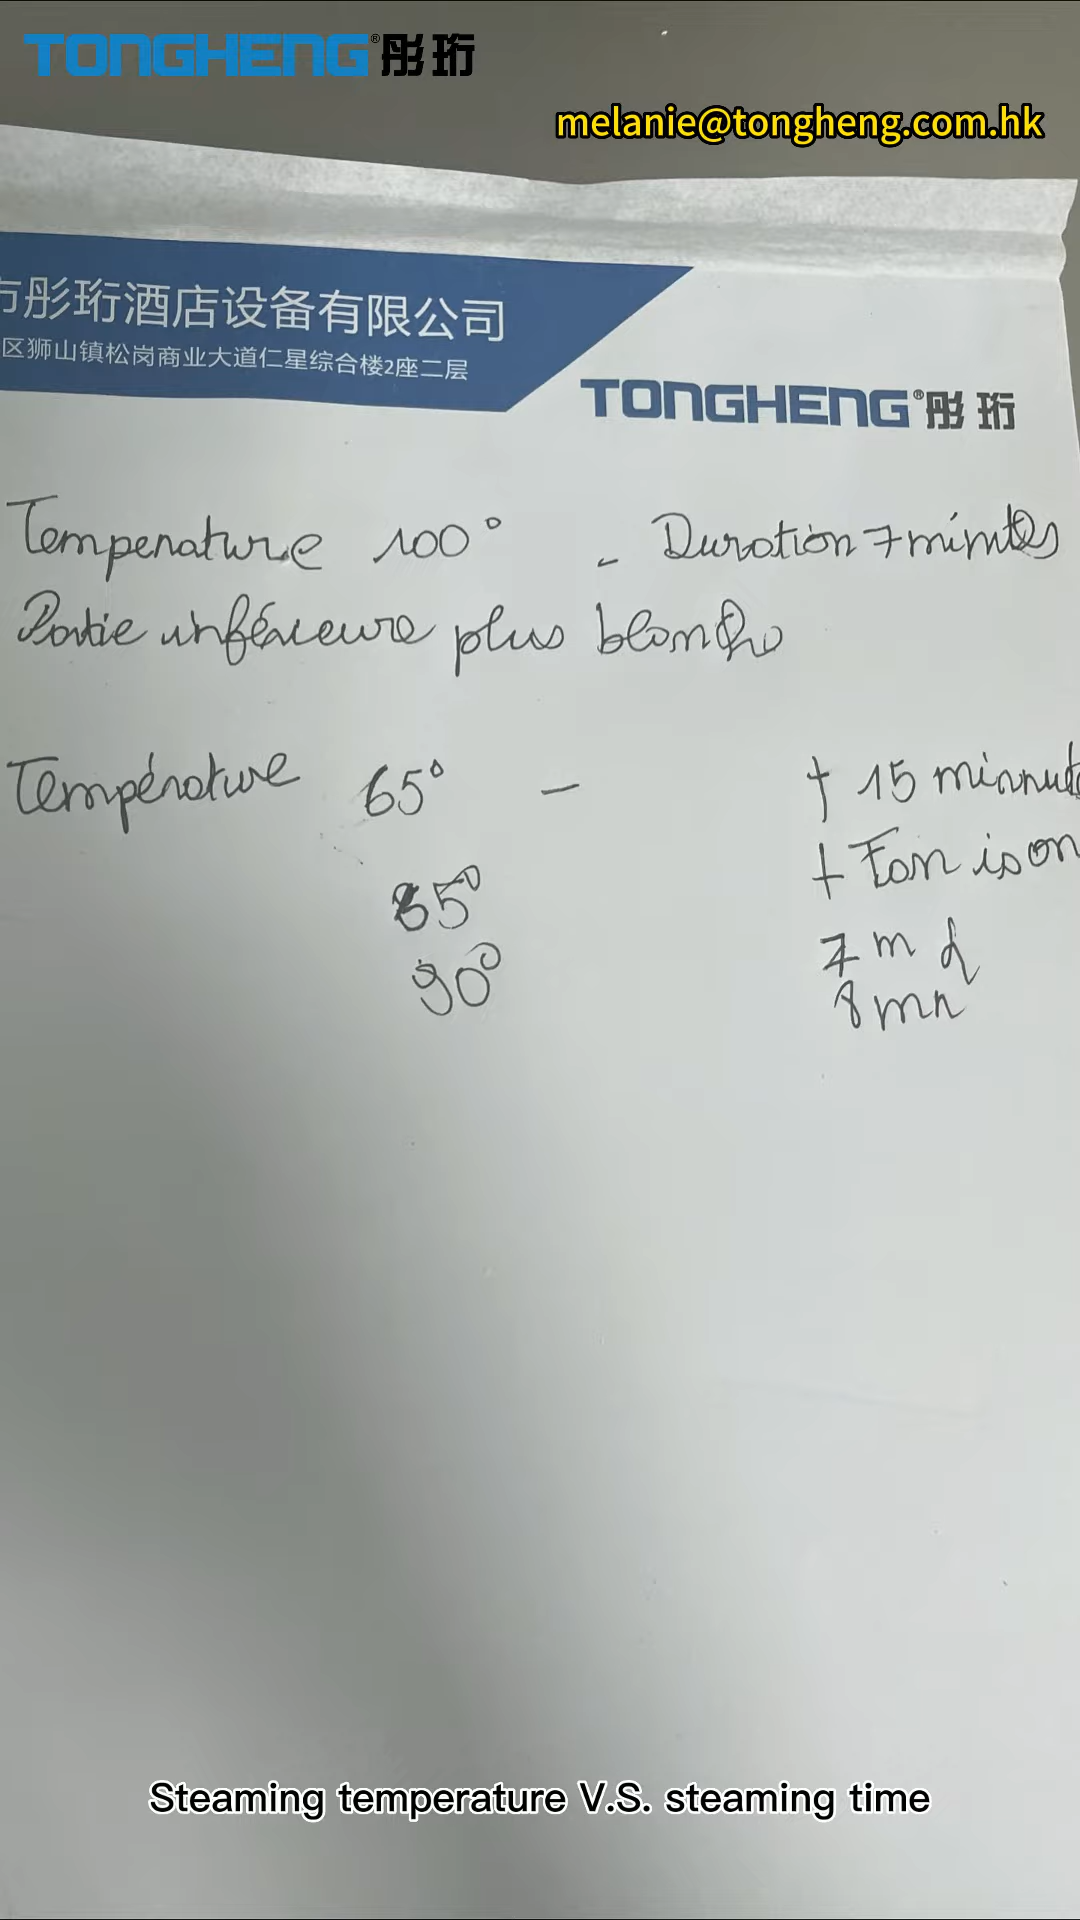 TONGHENG®彤珩
melanie@tongheng.com.hk
方彤珩酒店设备有限公司
区狮山镇松岗商业大道仁星综合楼2座二层
TONGHENG®彤珩
Temperature 100° - Duration 7 minutes
Partie inférieure plus blanche
Température 65° - + 15 minnut
+ Fan is on
85°
7 m
90°
8 mn
Steaming temperature V.S. steaming time